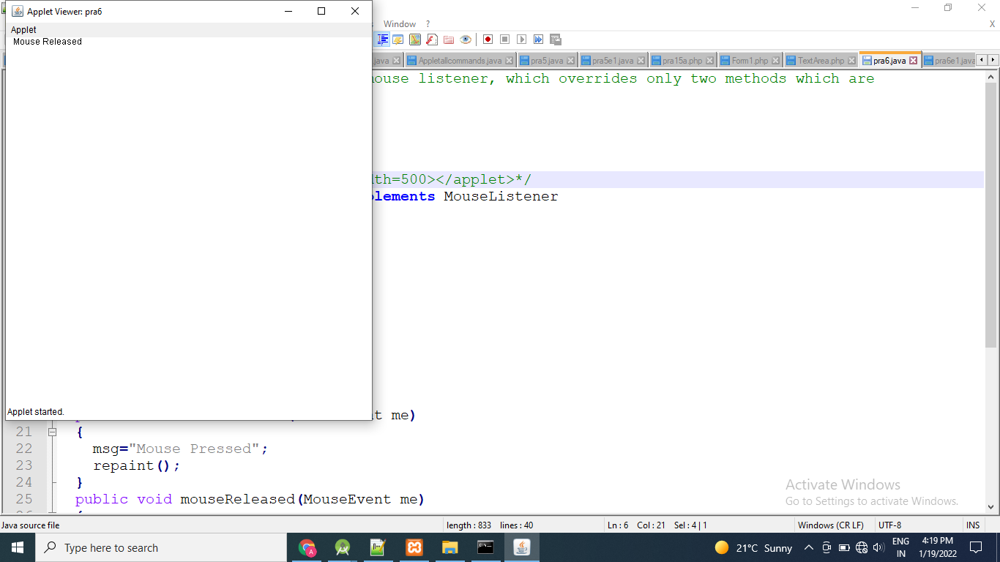 Applet Viewer: pra6
Applet
Mouse Released
Applet started.
Window ?
X
.java Appletallcommands.java pra5.java pra5e1.java pra15a.php Form1.php TextArea.php pra6.java pra6e1.java
ouse listener, which overrides only two methods which are
th=500></applet>*/
lements MouseListener
t me)
21 {
22 msg="Mouse Pressed";
23 repaint();
24 }
25 public void mouseReleased(MouseEvent me)
Activate Windows
Go to Settings to activate Windows.
Java source file length : 833 lines : 40 Ln : 6 Col : 21 Sel : 4 | 1 Windows (CR LF) UTF-8 INS
Type here to search
A
21°C Sunny
ENG
IN
4:19 PM
1/19/2022